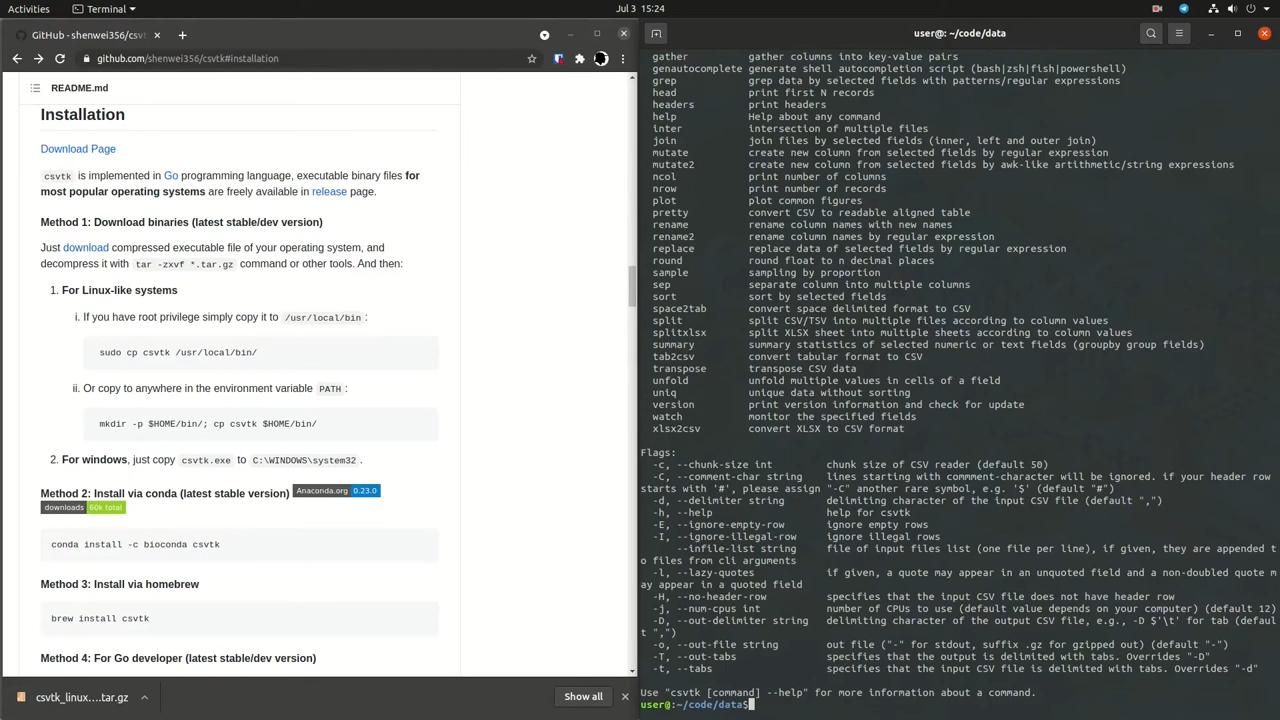 Activities
Terminal
Jul 3 15:24
GitHub - shenwei356/csv
github.com/shenwei356/csvtk#installation
README.md
Installation
Download Page
csvtk is implemented in Go programming language, executable binary files for
most popular operating systems are freely available in release page.
Method 1: Download binaries (latest stable/dev version)
Just download compressed executable file of your operating system, and
decompress it with tar -zxvf *.tar.gz command or other tools. And then:
1. For Linux-like systems
i. If you have root privilege simply copy it to /usr/local/bin :
sudo cp csvtk /usr/local/bin/
ii. Or copy to anywhere in the environment variable PATH :
mkdir -p $HOME/bin/; cp csvtk $HOME/bin/
2. For windows, just copy csvtk.exe to C:\WINDOWS\system32 .
Method 2: Install via conda (latest stable version) Anaconda.org 0.23.0
downloads 60k total
conda install -c bioconda csvtk
Method 3: Install via homebrew
brew install csvtk
Method 4: For Go developer (latest stable/dev version)
csvtk_linux....tar.gz
Show all
user@: ~/code/data
gather gather columns into key-value pairs
genautocomplete generate shell autocompletion script (bash|zsh|fish|powershell)
grep grep data by selected fields with patterns/regular expressions
head print first N records
headers print headers
help Help about any command
inter intersection of multiple files
join join files by selected fields (inner, left and outer join)
mutate create new column from selected fields by regular expression
mutate2 create new column from selected fields by awk-like artithmetic/string expressions
ncol print number of columns
nrow print number of records
plot plot common figures
pretty convert CSV to readable aligned table
rename rename column names with new names
rename2 rename column names by regular expression
replace replace data of selected fields by regular expression
round round float to n decimal places
sample sampling by proportion
sep separate column into multiple columns
sort sort by selected fields
space2tab convert space delimited format to CSV
split split CSV/TSV into multiple files according to column values
splitxlsx split XLSX sheet into multiple sheets according to column values
summary summary statistics of selected numeric or text fields (groupby group fields)
tab2csv convert tabular format to CSV
transpose transpose CSV data
unfold unfold multiple values in cells of a field
uniq unique data without sorting
version print version information and check for update
watch monitor the specified fields
xlsx2csv convert XLSX to CSV format
Flags:
-c, --chunk-size int chunk size of CSV reader (default 50)
-C, --comment-char string lines starting with commment-character will be ignored. if your header row
starts with '#', please assign "-C" another rare symbol, e.g. '$' (default "#")
-d, --delimiter string delimiting character of the input CSV file (default ",")
-h, --help help for csvtk
-E, --ignore-empty-row ignore empty rows
-I, --ignore-illegal-row ignore illegal rows
--infile-list string file of input files list (one file per line), if given, they are appended t
o files from cli arguments
-l, --lazy-quotes if given, a quote may appear in an unquoted field and a non-doubled quote m
ay appear in a quoted field
-H, --no-header-row specifies that the input CSV file does not have header row
-j, --num-cpus int number of CPUs to use (default value depends on your computer) (default 12)
-D, --out-delimiter string delimiting character of the output CSV file, e.g., -D $'\t' for tab (defaul
t ",")
-o, --out-file string out file ("-" for stdout, suffix .gz for gzipped out) (default "-")
-T, --out-tabs specifies that the output is delimited with tabs. Overrides "-D"
-t, --tabs specifies that the input CSV file is delimited with tabs. Overrides "-d"
Use "csvtk [command] --help" for more information about a command.
user@:~/code/data$